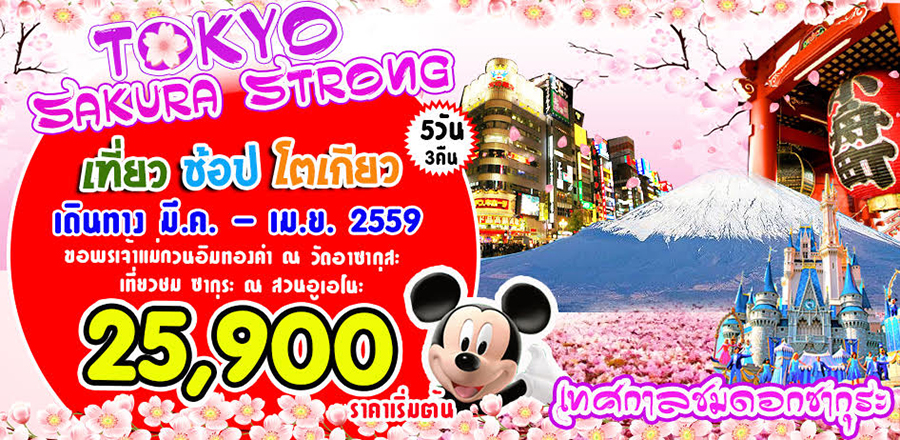 TOKYO
SAKURA STRONG
5วัน
3คืน
เที่ยว ช้อป โตเกียว
เดินทาง มี.ค. – เม.ย. 2559
ขอพรเจ้าแม่กวนอิมทองคำ ณ วัดอาซากุสะ
เที่ยวชม ซากุระ ณ สวนอูเอโนะ
25,900
ราคาเริ่มต้น
เทศกาลชมดอกซากุระ
小舟町